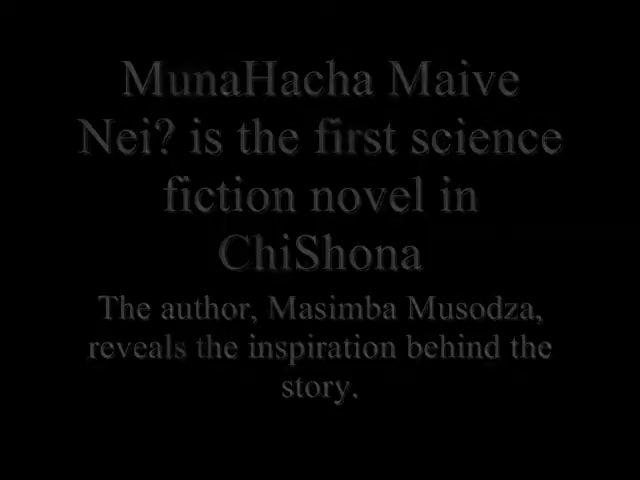 MunaHacha Maive
Nei? is the first science
fiction novel in
ChiShona
The author, Masimba Musodza,
reveals the inspiration behind the
story.